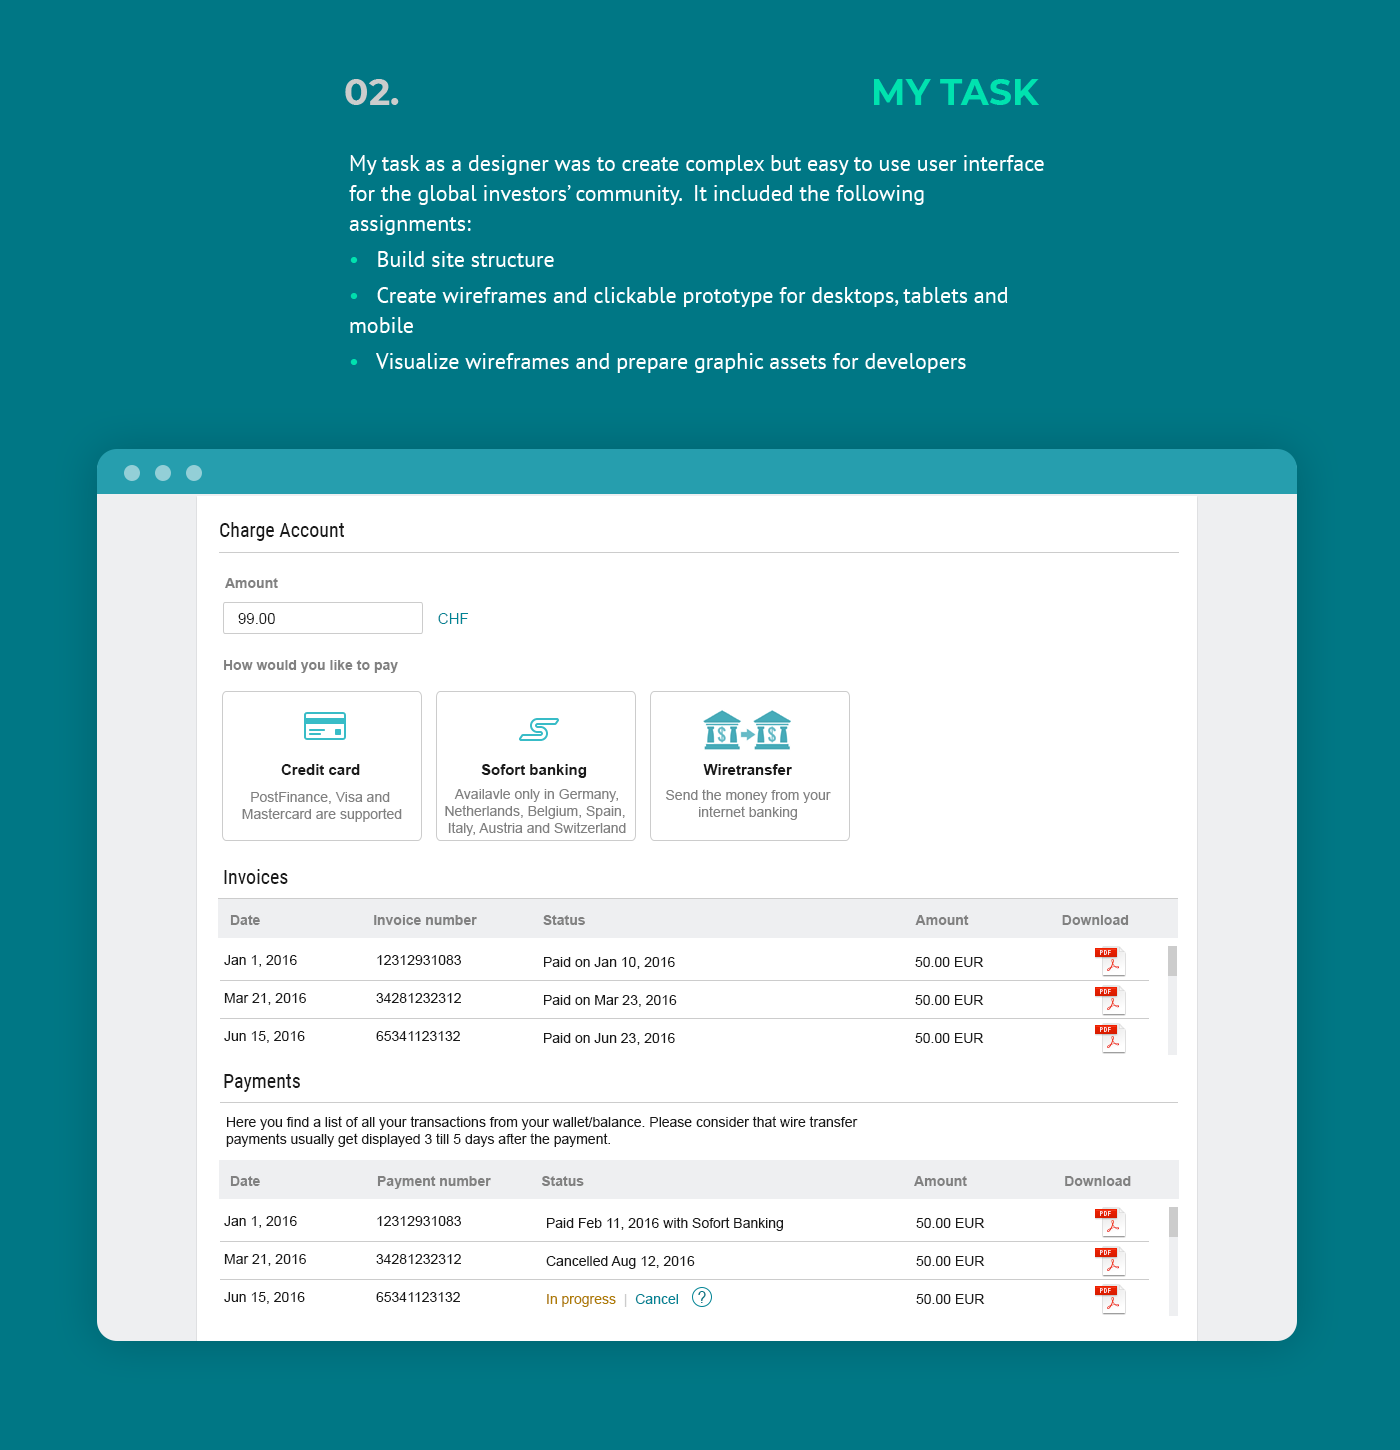 02.
MY TASK
My task as a designer was to create complex but easy to use user interface
for the global investors’ community.  It included the following
assignments:
• Build site structure
• Create wireframes and clickable prototype for desktops, tablets and
mobile
• Visualize wireframes and prepare graphic assets for developers
Charge Account
Amount
99.00 CHF
How would you like to pay
Credit card
PostFinance, Visa and
Mastercard are supported
Sofort banking
Availavle only in Germany,
Netherlands, Belgium, Spain,
Italy, Austria and Switzerland
$ $
Wiretransfer
Send the money from your
internet banking
Invoices
Date Invoice number Status Amount Download
Jan 1, 2016 12312931083 Paid on Jan 10, 2016 50.00 EUR PDF
Mar 21, 2016 34281232312 Paid on Mar 23, 2016 50.00 EUR PDF
Jun 15, 2016 65341123132 Paid on Jun 23, 2016 50.00 EUR PDF
Payments
Here you find a list of all your transactions from your wallet/balance. Please consider that wire transfer
payments usually get displayed 3 till 5 days after the payment.
Date Payment number Status Amount Download
Jan 1, 2016 12312931083 Paid Feb 11, 2016 with Sofort Banking 50.00 EUR PDF
Mar 21, 2016 34281232312 Cancelled Aug 12, 2016 50.00 EUR PDF
Jun 15, 2016 65341123132 In progress | Cancel ? 50.00 EUR PDF